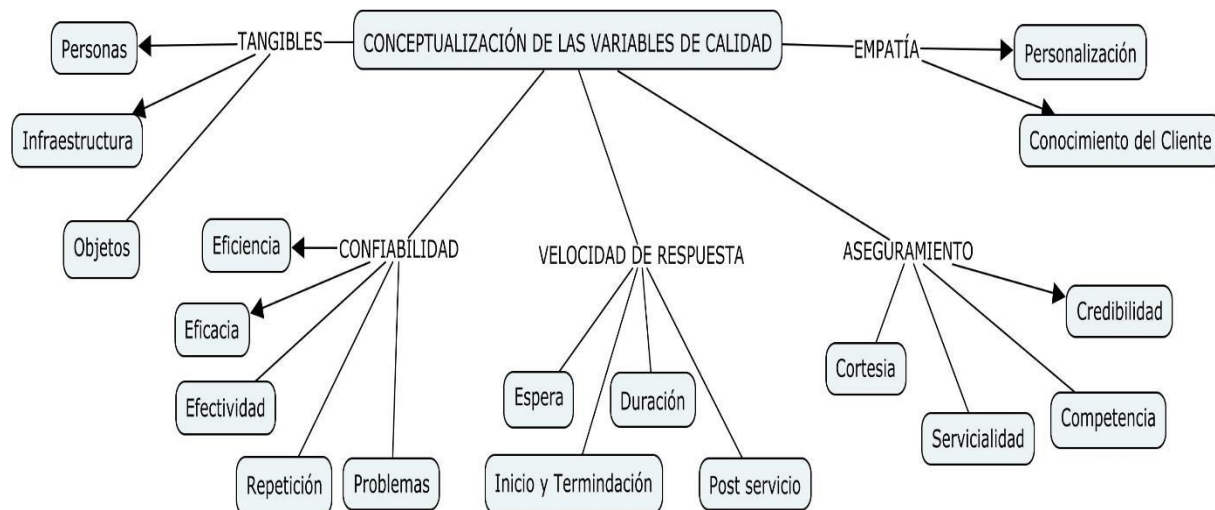 CONCEPTUALIZACIÓN DE LAS VARIABLES DE CALIDAD
TANGIBLES
Personas
Infraestructura
Objetos
CONFIABILIDAD
Eficiencia
Eficacia
Efectividad
Repetición
Problemas
VELOCIDAD DE RESPUESTA
Espera
Inicio y Termindación
Duración
Post servicio
ASEGURAMIENTO
Cortesia
Servicialidad
Competencia
Credibilidad
EMPATÍA
Personalización
Conocimiento del Cliente